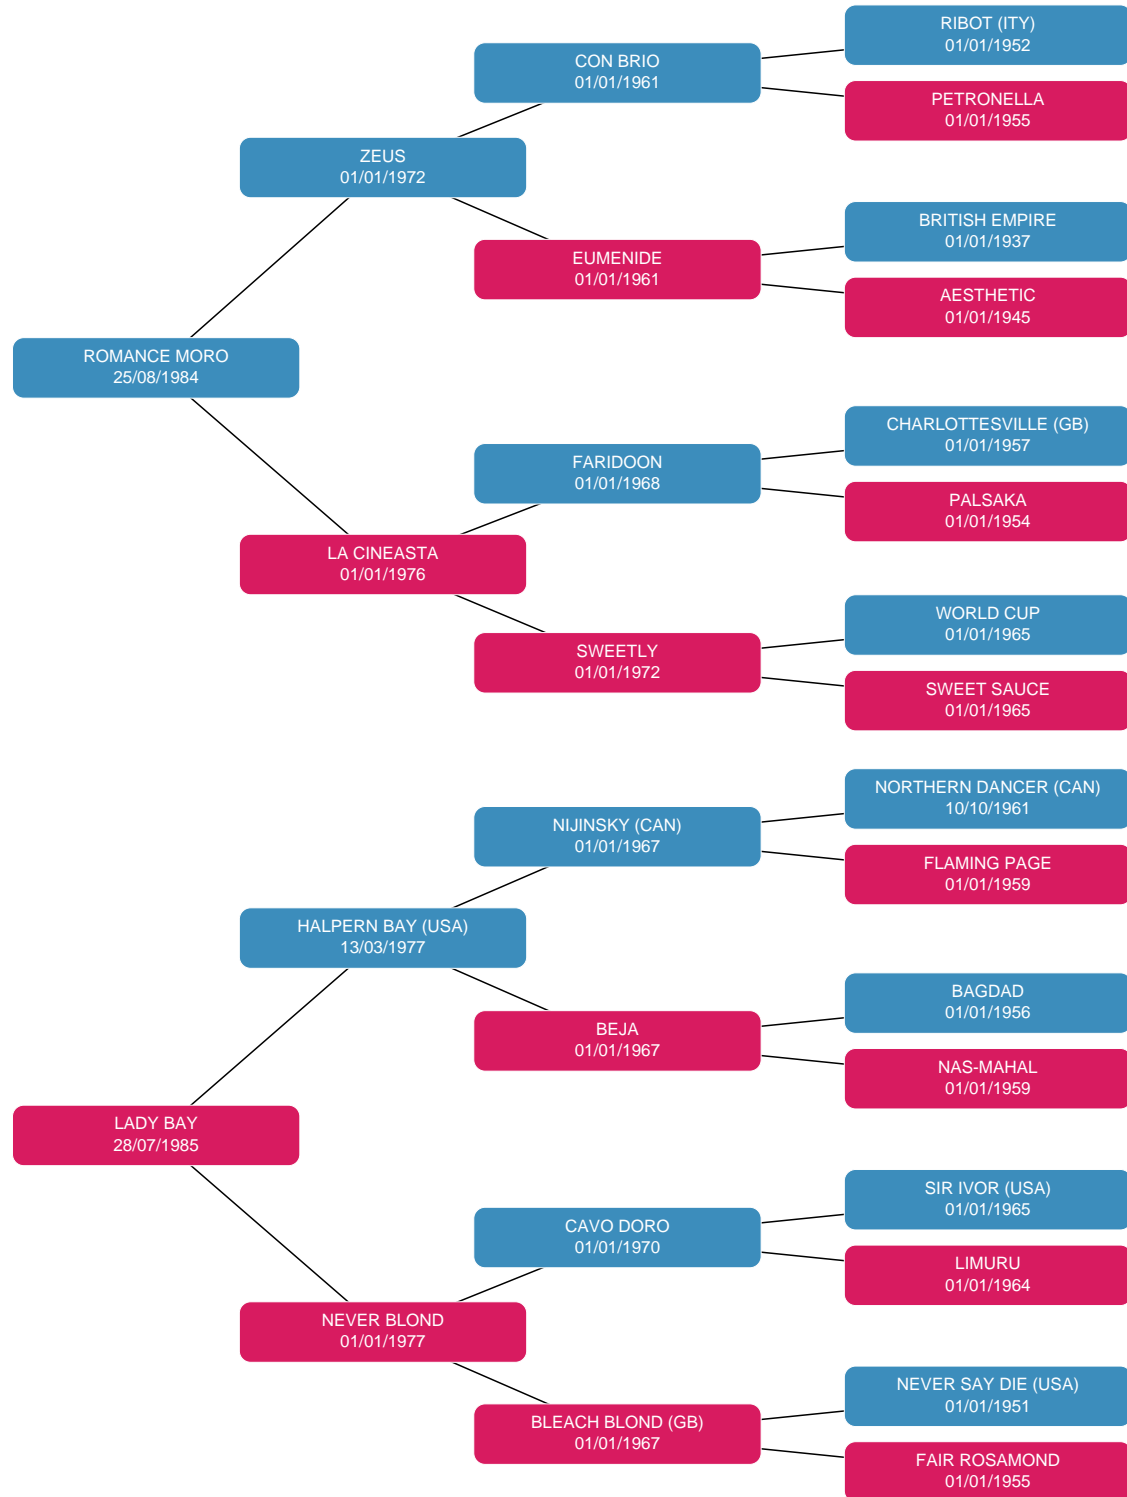 RIBOT (ITY)
01/01/1952
CON BRIO
01/01/1961
PETRONELLA
01/01/1955
ZEUS
01/01/1972
BRITISH EMPIRE
01/01/1937
EUMENIDE
01/01/1961
AESTHETIC
01/01/1945
ROMANCE MORO
25/08/1984
CHARLOTTESVILLE (GB)
01/01/1957
FARIDOON
01/01/1968
PALSAKA
01/01/1954
LA CINEASTA
01/01/1976
WORLD CUP
01/01/1965
SWEETLY
01/01/1972
SWEET SAUCE
01/01/1965
NORTHERN DANCER (CAN)
10/10/1961
NIJINSKY (CAN)
01/01/1967
FLAMING PAGE
01/01/1959
HALPERN BAY (USA)
13/03/1977
BAGDAD
01/01/1956
BEJA
01/01/1967
NAS-MAHAL
01/01/1959
LADY BAY
28/07/1985
SIR IVOR (USA)
01/01/1965
CAVO DORO
01/01/1970
LIMURU
01/01/1964
NEVER BLOND
01/01/1977
NEVER SAY DIE (USA)
01/01/1951
BLEACH BLOND (GB)
01/01/1967
FAIR ROSAMOND
01/01/1955